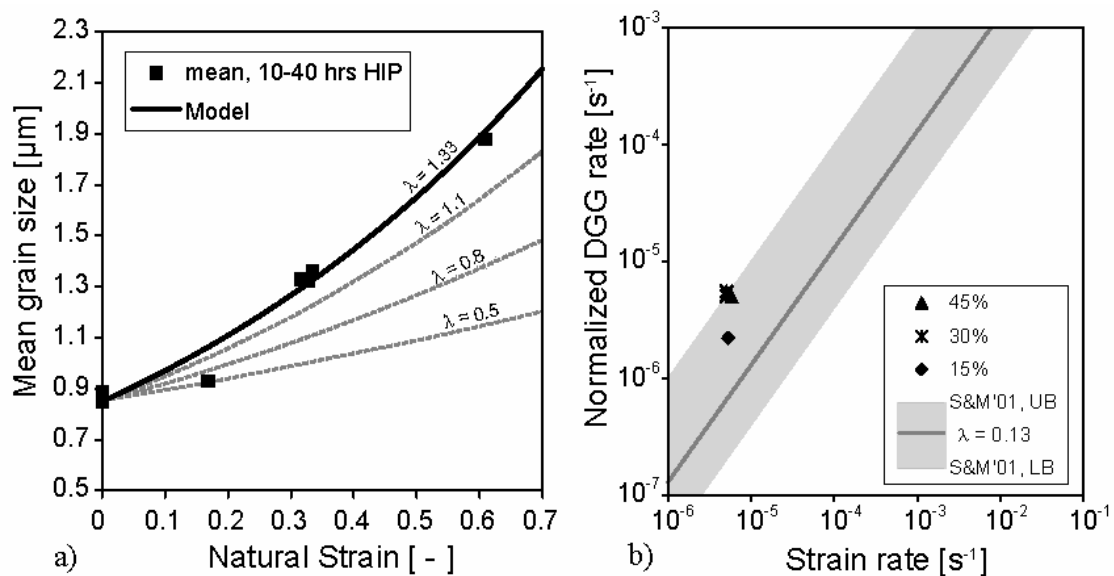 2.3
2.1
1.9
1.7
1.5
1.3
1.1
0.9
0.7
0.5
Mean grain size [µm]
mean, 10-40 hrs HIP
Model
λ = 1.33
λ = 1.1
λ = 0.8
λ = 0.5
0 0.1 0.2 0.3 0.4 0.5 0.6 0.7
Natural Strain [ - ]
a)
10⁻³
10⁻⁴
10⁻⁵
10⁻⁶
10⁻⁷
Normalized DGG rate [s⁻¹]
45%
30%
15%
S&M'01, UB
λ = 0.13
S&M'01, LB
10⁻⁶ 10⁻⁵ 10⁻⁴ 10⁻³ 10⁻² 10⁻¹
Strain rate [s⁻¹]
b)